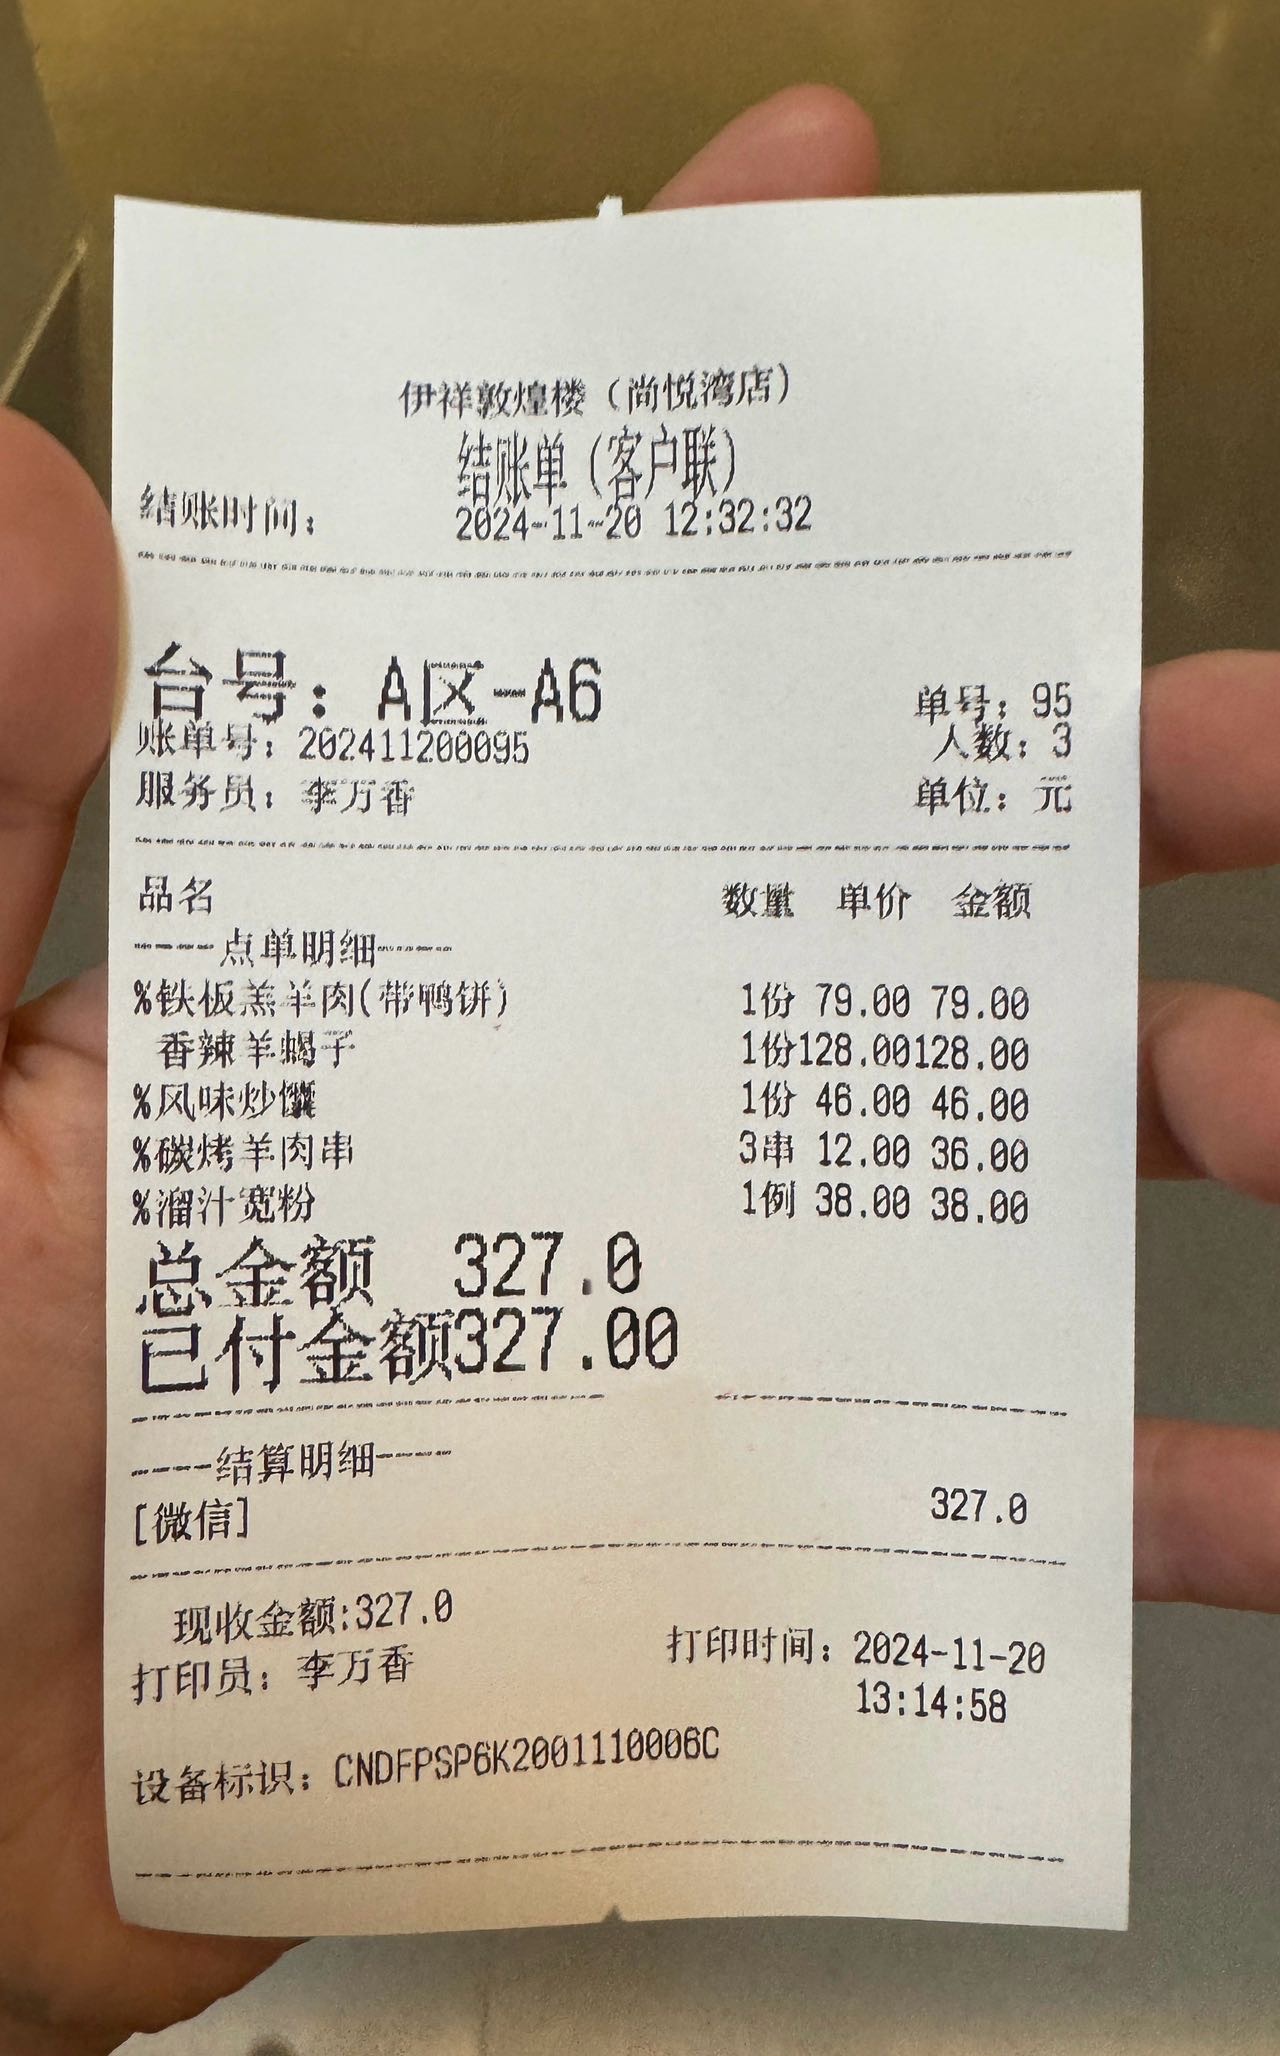 伊祥敦煌楼（尚悦湾店）
结账单（客户联）
结账时间： 2024-11-20 12:32:32
台号：A区-A6 单号：95
账单号：202411200095 人数：3
服务员：李万香 单位：元
品名 数量 单价 金额
----点单明细----
%铁板羔羊肉(带鸭饼) 1份 79.00 79.00
香辣羊蝎子 1份128.00128.00
%风味炒馕 1份 46.00 46.00
%碳烤羊肉串 3串 12.00 36.00
%溜汁宽粉 1例 38.00 38.00
总金额 327.0
已付金额327.00
----结算明细----
[微信] 327.0
现收金额:327.0
打印员：李万香 打印时间：2024-11-20
13:14:58
设备标识：CNDFPSP6K2001110006C